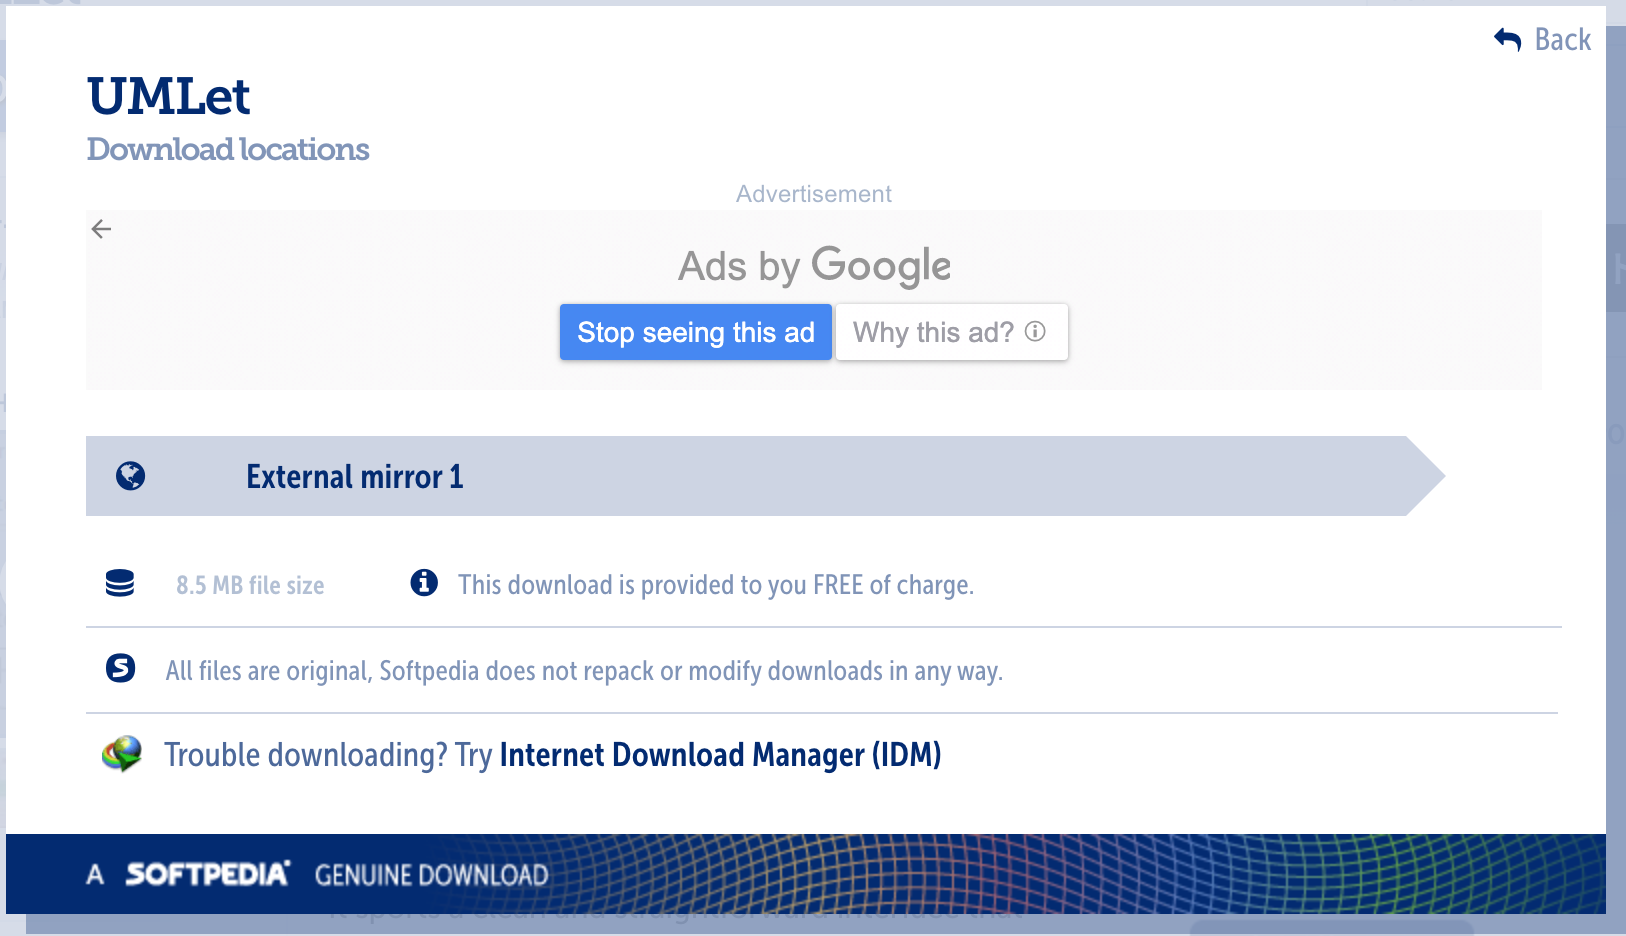 Back
UMLet
Download locations
Advertisement
Ads by Google
Stop seeing this ad
Why this ad?
External mirror 1
8.5 MB file size
This download is provided to you FREE of charge.
All files are original, Softpedia does not repack or modify downloads in any way.
Trouble downloading? Try Internet Download Manager (IDM)
A SOFTPEDIA® GENUINE DOWNLOAD